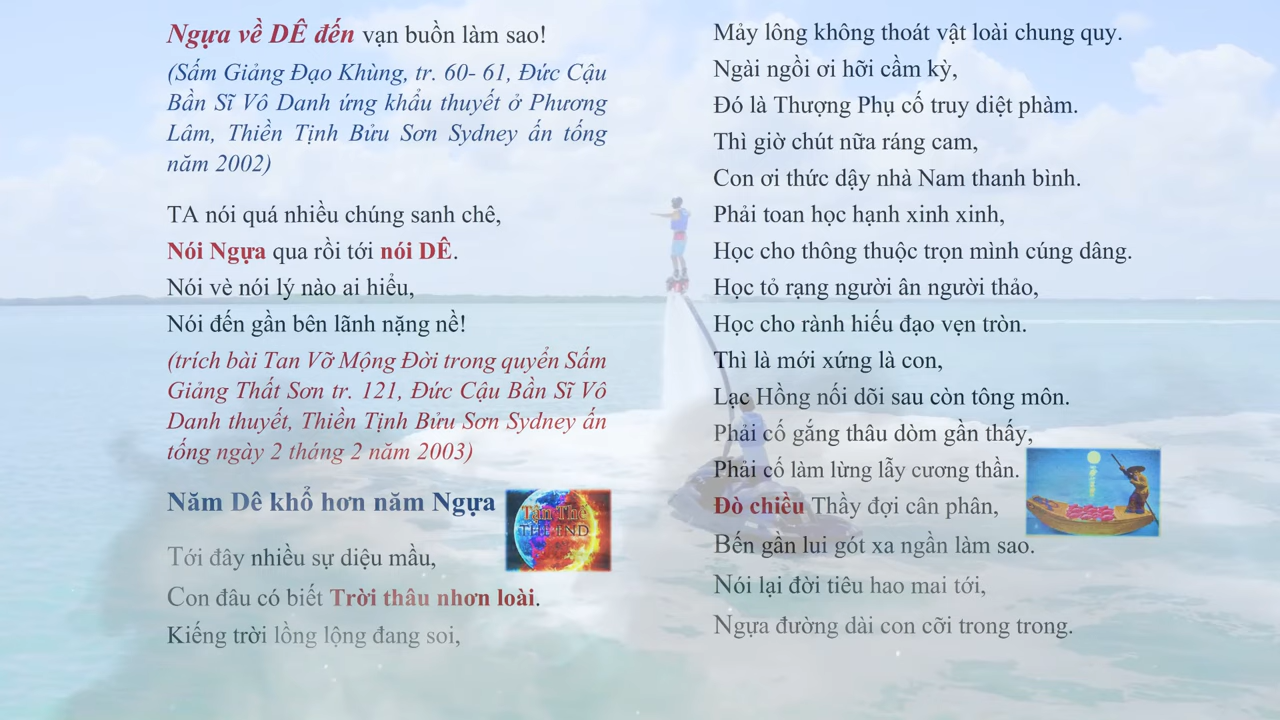 Ngựa về DÊ đến vạn buồn làm sao!
(Sấm Giảng Đạo Khùng, tr. 60- 61, Đức Cậu
Bần Sĩ Vô Danh ứng khẩu thuyết ở Phương
Lâm, Thiền Tịnh Bửu Sơn Sydney ấn tống
năm 2002)
TA nói quá nhiều chúng sanh chê,
Nói Ngựa qua rồi tới nói DÊ.
Nói vè nói lý nào ai hiểu,
Nói đến gần bên lãnh nặng nề!
(trích bài Tan Vỡ Mộng Đời trong quyển Sấm
Giảng Thất Sơn tr. 121, Đức Cậu Bần Sĩ Vô
Danh thuyết, Thiền Tịnh Bửu Sơn Sydney ấn
tống ngày 2 tháng 2 năm 2003)
Năm Dê khổ hơn năm Ngựa
Tận Thế
THE END
Tới đây nhiều sự diệu mầu,
Con đâu có biết Trời thâu nhơn loài.
Kiếng trời lồng lộng đang soi,
Mảy lông không thoát vật loài chung quy.
Ngài ngồi ơi hỡi cầm kỳ,
Đó là Thượng Phụ cố truy diệt phàm.
Thì giờ chút nữa ráng cam,
Con ơi thức dậy nhà Nam thanh bình.
Phải toan học hạnh xinh xinh,
Học cho thông thuộc trọn mình cúng dâng.
Học tỏ rạng người ân người thảo,
Học cho rành hiếu đạo vẹn tròn.
Thì là mới xứng là con,
Lạc Hồng nối dõi sau còn tông môn.
Phải cố gắng thâu dòm gần thấy,
Phải cố làm lừng lẫy cương thần.
Đò chiều Thầy đợi cân phân,
Bến gần lui gót xa ngần làm sao.
Nói lại đời tiêu hao mai tới,
Ngựa đường dài con cỡi trong trong.